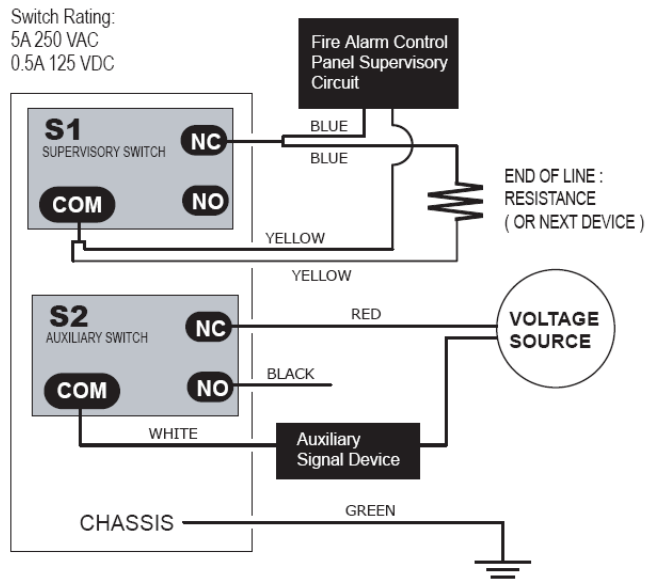 Switch Rating:
5A 250 VAC
0.5A 125 VDC
Fire Alarm Control
Panel Supervisory
Circuit
S1
SUPERVISORY SWITCH
NC
BLUE
BLUE
COM
NO
END OF LINE :
RESISTANCE
( OR NEXT DEVICE )
YELLOW
YELLOW
S2
AUXILIARY SWITCH
NC
RED
VOLTAGE
SOURCE
COM
NO
BLACK
WHITE
Auxiliary
Signal Device
CHASSIS
GREEN